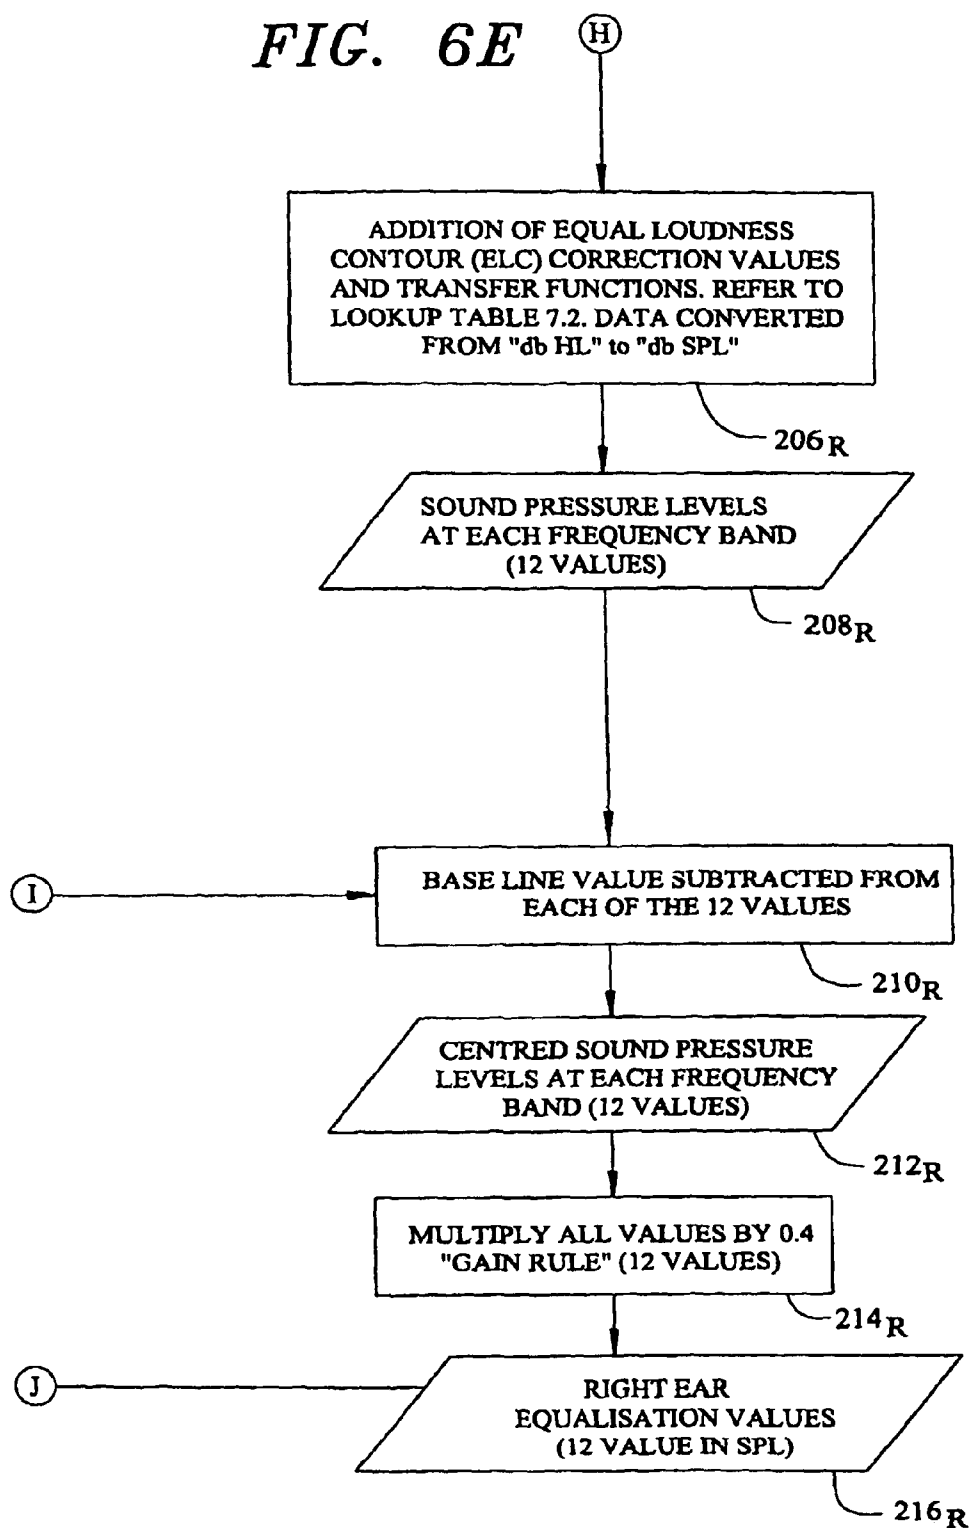 FIG. 6E
H
ADDITION OF EQUAL LOUDNESS
CONTOUR (ELC) CORRECTION VALUES
AND TRANSFER FUNCTIONS. REFER TO
LOOKUP TABLE 7.2. DATA CONVERTED
FROM "db HL" to "db SPL"
206R
SOUND PRESSURE LEVELS
AT EACH FREQUENCY BAND
(12 VALUES)
208R
I
BASE LINE VALUE SUBTRACTED FROM
EACH OF THE 12 VALUES
210R
CENTRED SOUND PRESSURE
LEVELS AT EACH FREQUENCY
BAND (12 VALUES)
212R
MULTIPLY ALL VALUES BY 0.4
"GAIN RULE" (12 VALUES)
214R
J
RIGHT EAR
EQUALISATION VALUES
(12 VALUE IN SPL)
216R